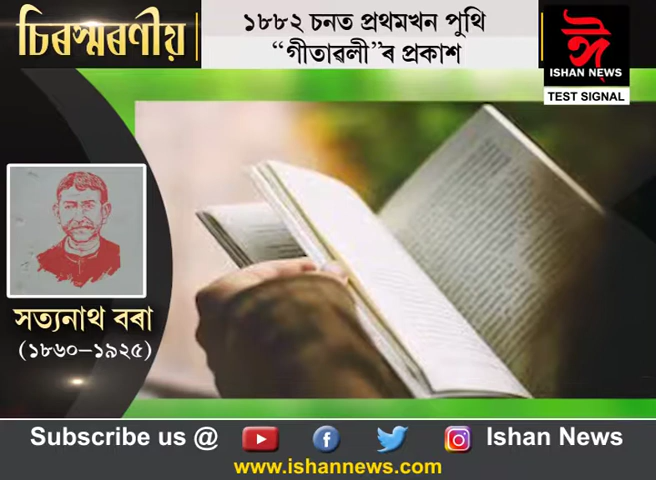 চিৰস্মৰণীয়
১৮৮২ চনত প্ৰথমখন পুথি
“গীতাৱলী”ৰ প্ৰকাশ
ঈ
ISHAN NEWS
TEST SIGNAL
সত্যনাথ বৰা
(১৮৬০–১৯২৫)
Subscribe us @ Ishan News
www.ishannews.com